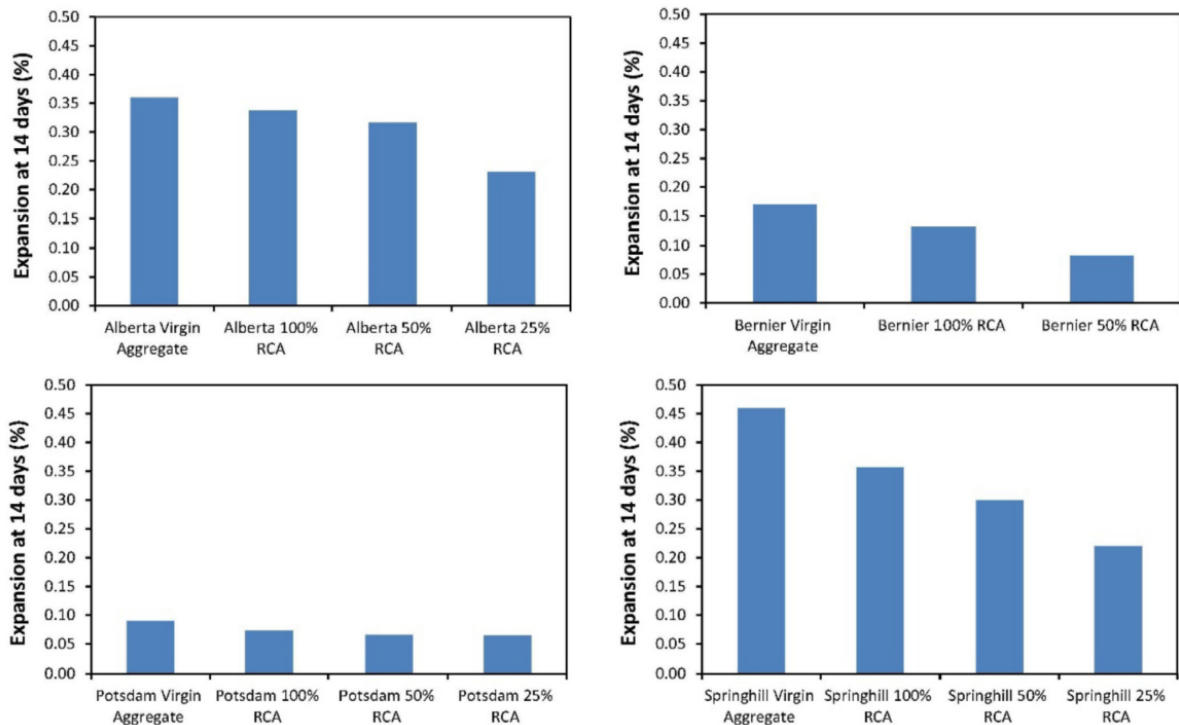 Expansion at 14 days (%)
0.50
0.45
0.40
0.35
0.30
0.25
0.20
0.15
0.10
0.05
0.00
Alberta Virgin Aggregate
Alberta 100% RCA
Alberta 50% RCA
Alberta 25% RCA
Expansion at 14 days (%)
0.50
0.45
0.40
0.35
0.30
0.25
0.20
0.15
0.10
0.05
0.00
Bernier Virgin Aggregate
Bernier 100% RCA
Bernier 50% RCA
Expansion at 14 days (%)
0.50
0.45
0.40
0.35
0.30
0.25
0.20
0.15
0.10
0.05
0.00
Potsdam Virgin Aggregate
Potsdam 100% RCA
Potsdam 50% RCA
Potsdam 25% RCA
Expansion at 14 days (%)
0.50
0.45
0.40
0.35
0.30
0.25
0.20
0.15
0.10
0.05
0.00
Springhill Virgin Aggregate
Springhill 100% RCA
Springhill 50% RCA
Springhill 25% RCA